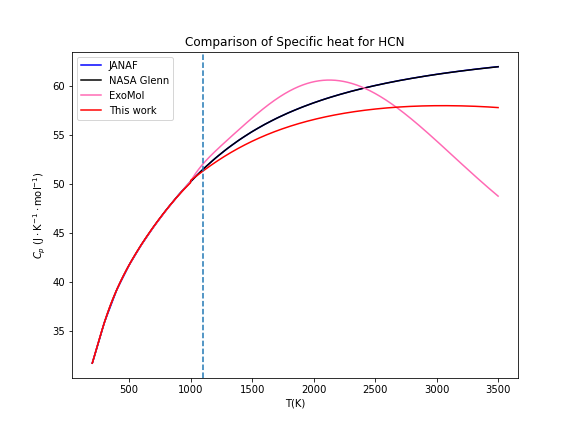 Comparison of Specific heat for HCN
JANAF
NASA Glenn
ExoMol
This work
60
55
50
45
40
35
C_p (J · K⁻¹ · mol⁻¹)
500 1000 1500 2000 2500 3000 3500
T(K)